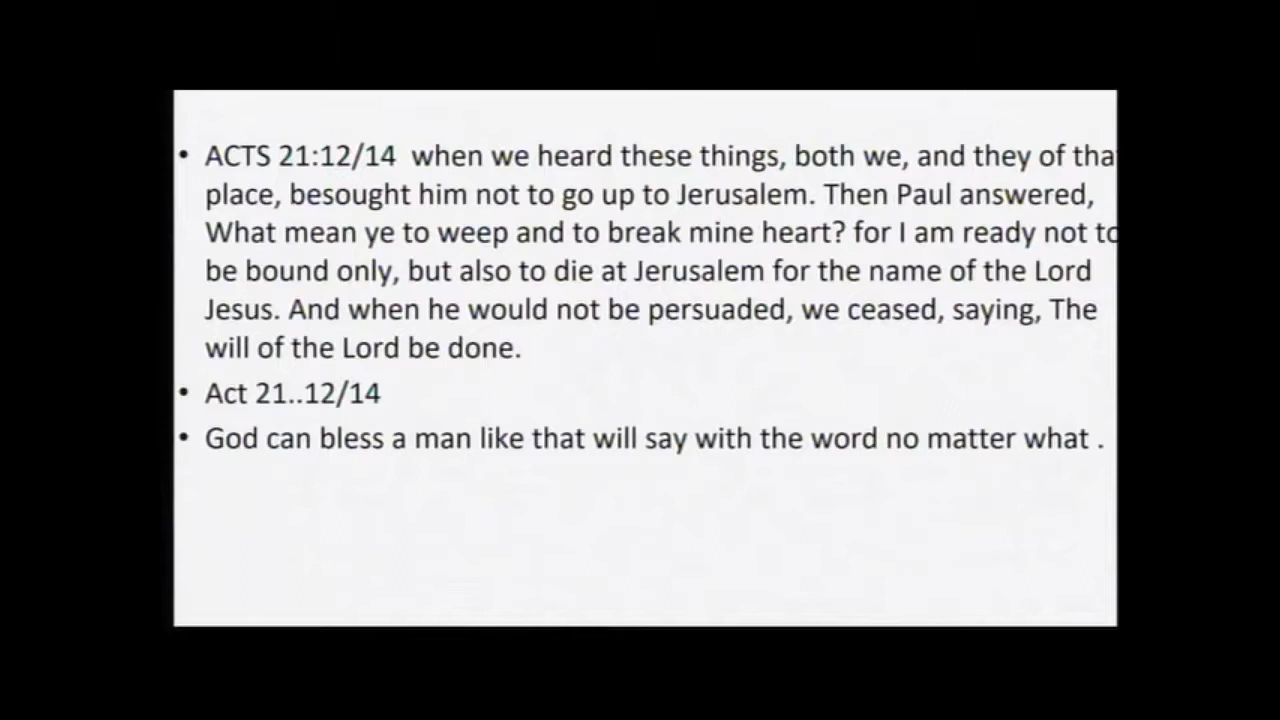 • ACTS 21:12/14  when we heard these things, both we, and they of tha
place, besought him not to go up to Jerusalem. Then Paul answered,
What mean ye to weep and to break mine heart? for I am ready not to
be bound only, but also to die at Jerusalem for the name of the Lord
Jesus. And when he would not be persuaded, we ceased, saying, The
will of the Lord be done.
• Act 21..12/14
• God can bless a man like that will say with the word no matter what .